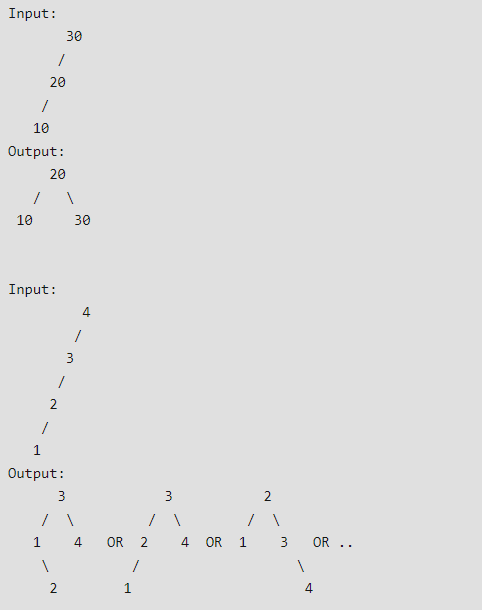 Input:
       30
      /
     20
    /
   10
Output:
     20
   /   \
 10     30
Input:
         4
        /
       3
      /
     2
    /
   1
Output:
      3            3           2
    /  \         /  \        /  \
   1    4   OR  2    4  OR  1    3   OR ..
    \          /                   \
     2        1                     4